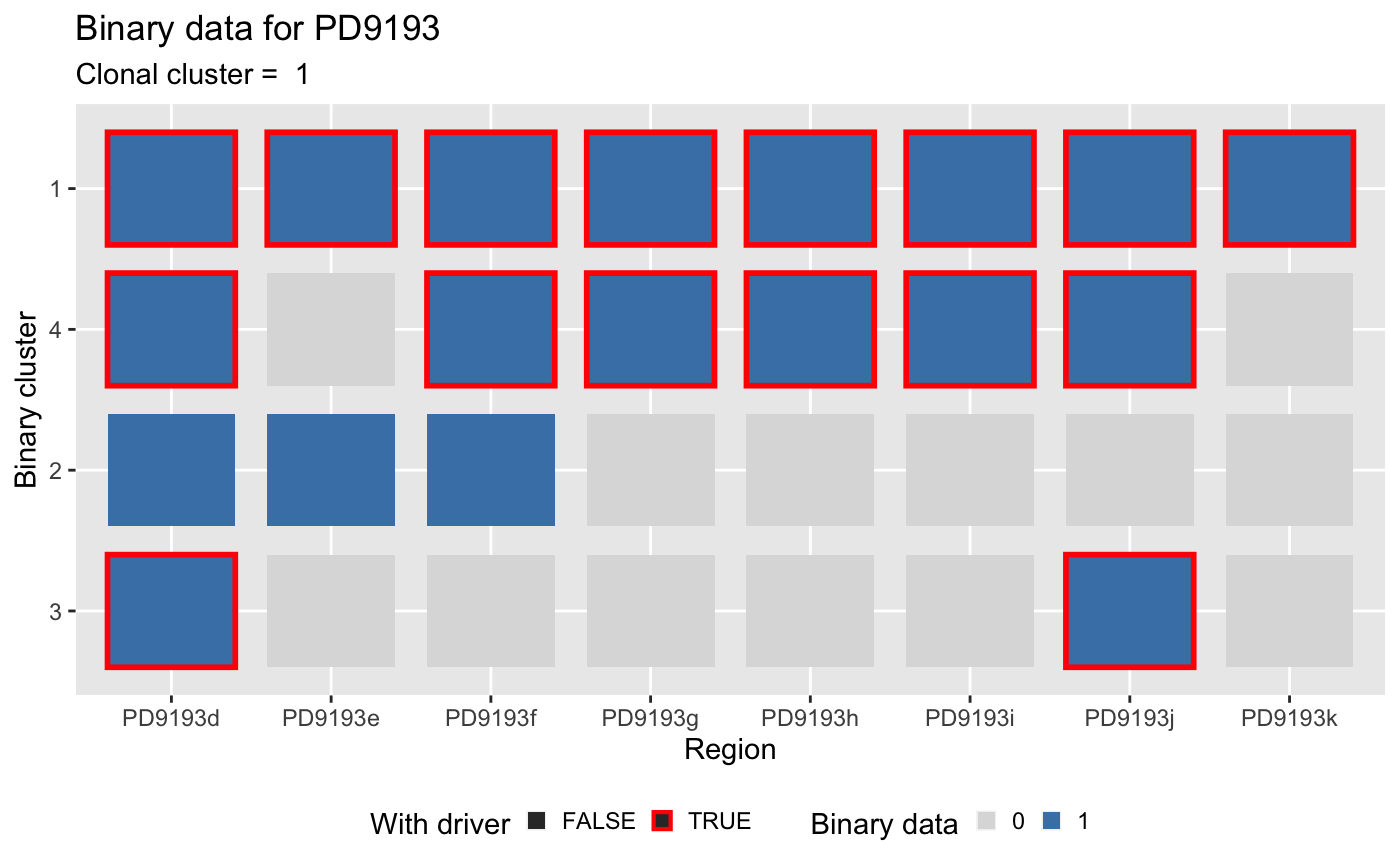 Binary data for PD9193
Clonal cluster =  1
Binary cluster
1
4
2
3
PD9193d PD9193e PD9193f PD9193g PD9193h PD9193i PD9193j PD9193k
Region
With driver FALSE TRUE Binary data 0 1